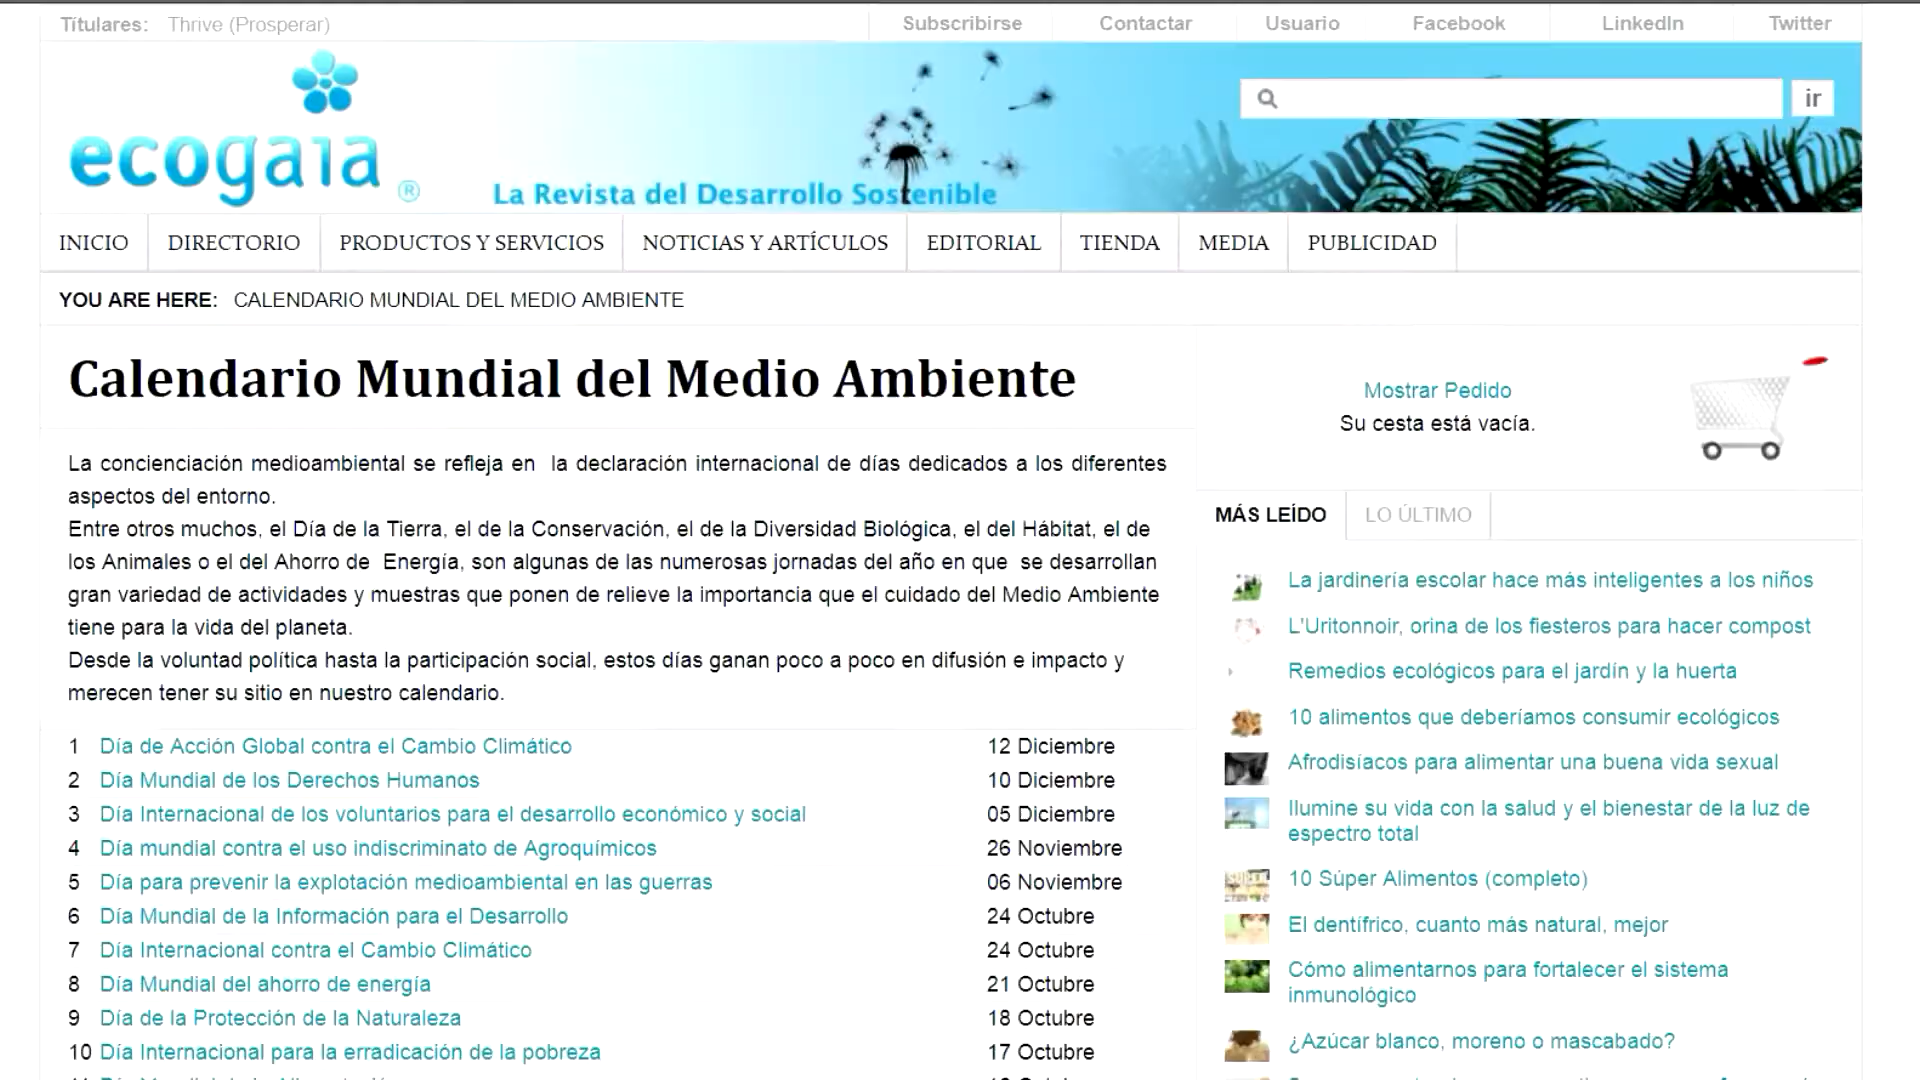 Títulares: Thrive (Prosperar)
Subscribirse Contactar Usuario Facebook LinkedIn Twitter
ecogaia ®
La Revista del Desarrollo Sostenible
ir
INICIO DIRECTORIO PRODUCTOS Y SERVICIOS NOTICIAS Y ARTÍCULOS EDITORIAL TIENDA MEDIA PUBLICIDAD
YOU ARE HERE: CALENDARIO MUNDIAL DEL MEDIO AMBIENTE
Calendario Mundial del Medio Ambiente
La concienciación medioambiental se refleja en la declaración internacional de días dedicados a los diferentes
aspectos del entorno.
Entre otros muchos, el Día de la Tierra, el de la Conservación, el de la Diversidad Biológica, el del Hábitat, el de
los Animales o el del Ahorro de Energía, son algunas de las numerosas jornadas del año en que se desarrollan
gran variedad de actividades y muestras que ponen de relieve la importancia que el cuidado del Medio Ambiente
tiene para la vida del planeta.
Desde la voluntad política hasta la participación social, estos días ganan poco a poco en difusión e impacto y
merecen tener su sitio en nuestro calendario.
1 Día de Acción Global contra el Cambio Climático 12 Diciembre
2 Día Mundial de los Derechos Humanos 10 Diciembre
3 Día Internacional de los voluntarios para el desarrollo económico y social 05 Diciembre
4 Día mundial contra el uso indiscriminato de Agroquímicos 26 Noviembre
5 Día para prevenir la explotación medioambiental en las guerras 06 Noviembre
6 Día Mundial de la Información para el Desarrollo 24 Octubre
7 Día Internacional contra el Cambio Climático 24 Octubre
8 Día Mundial del ahorro de energía 21 Octubre
9 Día de la Protección de la Naturaleza 18 Octubre
10 Día Internacional para la erradicación de la pobreza 17 Octubre
Mostrar Pedido
Su cesta está vacía.
MÁS LEÍDO LO ÚLTIMO
La jardinería escolar hace más inteligentes a los niños
L'Uritonnoir, orina de los fiesteros para hacer compost
Remedios ecológicos para el jardín y la huerta
10 alimentos que deberíamos consumir ecológicos
Afrodisíacos para alimentar una buena vida sexual
Ilumine su vida con la salud y el bienestar de la luz de
espectro total
10 Súper Alimentos (completo)
El dentífrico, cuanto más natural, mejor
Cómo alimentarnos para fortalecer el sistema
inmunológico
¿Azúcar blanco, moreno o mascabado?